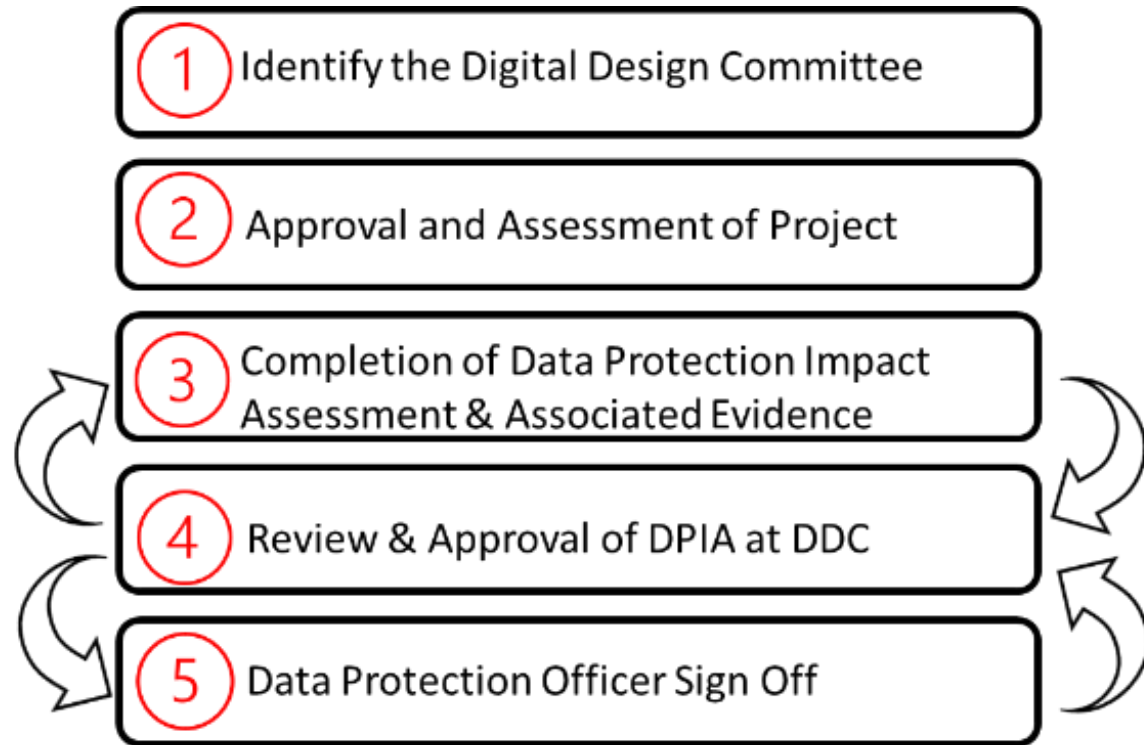 1 Identify the Digital Design Committee
2 Approval and Assessment of Project
3 Completion of Data Protection Impact
Assessment & Associated Evidence
4 Review & Approval of DPIA at DDC
5 Data Protection Officer Sign Off